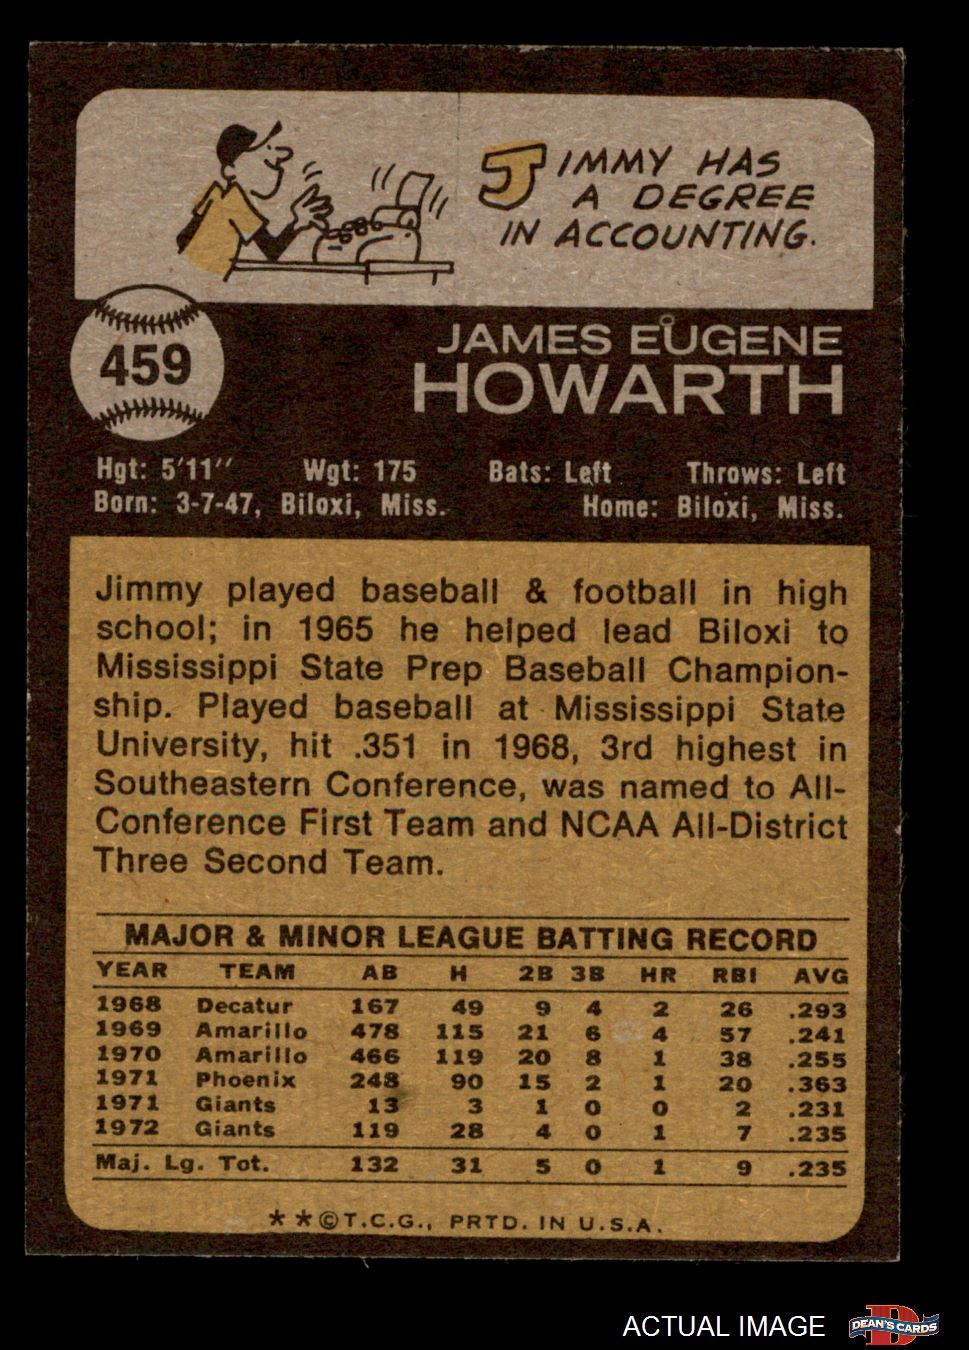 JIMMY HAS
A DEGREE
IN ACCOUNTING.
459
JAMES EUGENE
HOWARTH
Hgt: 5'11" Wgt: 175 Bats: Left Throws: Left
Born: 3-7-47, Biloxi, Miss. Home: Biloxi, Miss.
Jimmy played baseball & football in high
school; in 1965 he helped lead Biloxi to
Mississippi State Prep Baseball Champion-
ship. Played baseball at Mississippi State
University, hit .351 in 1968, 3rd highest in
Southeastern Conference, was named to All-
Conference First Team and NCAA All-District
Three Second Team.
MAJOR & MINOR LEAGUE BATTING RECORD
YEAR TEAM AB H 2B 3B HR RBI AVG
1968 Decatur 167 49 9 4 2 26 .293
1969 Amarillo 478 115 21 6 4 57 .241
1970 Amarillo 466 119 20 8 1 38 .255
1971 Phoenix 248 90 15 2 1 20 .363
1971 Giants 13 3 1 0 0 2 .231
1972 Giants 119 28 4 0 1 7 .235
Maj. Lg. Tot. 132 31 5 0 1 9 .235
**©T.C.G., PRTD. IN U.S.A.
ACTUAL IMAGE
D
DEAN'S CARDS